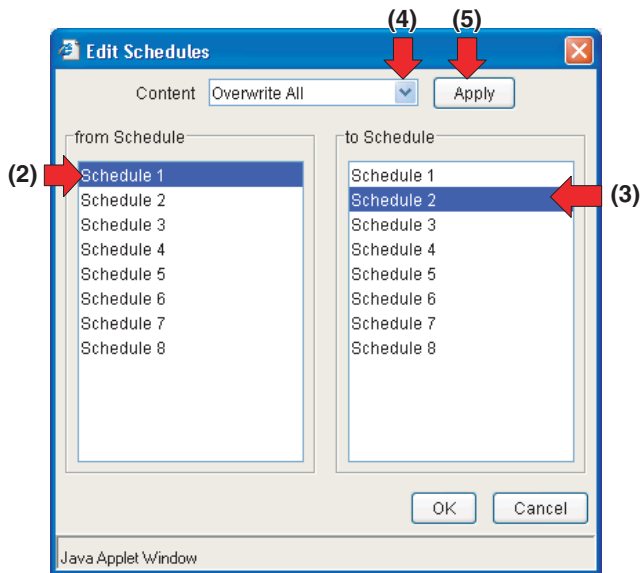 (4) (5)
Edit Schedules
Content Overwrite All Apply
from Schedule
to Schedule
(2)
Schedule 1
Schedule 2
Schedule 3
Schedule 4
Schedule 5
Schedule 6
Schedule 7
Schedule 8
Schedule 1
Schedule 2
Schedule 3
Schedule 4
Schedule 5
Schedule 6
Schedule 7
Schedule 8
(3)
OK Cancel
Java Applet Window